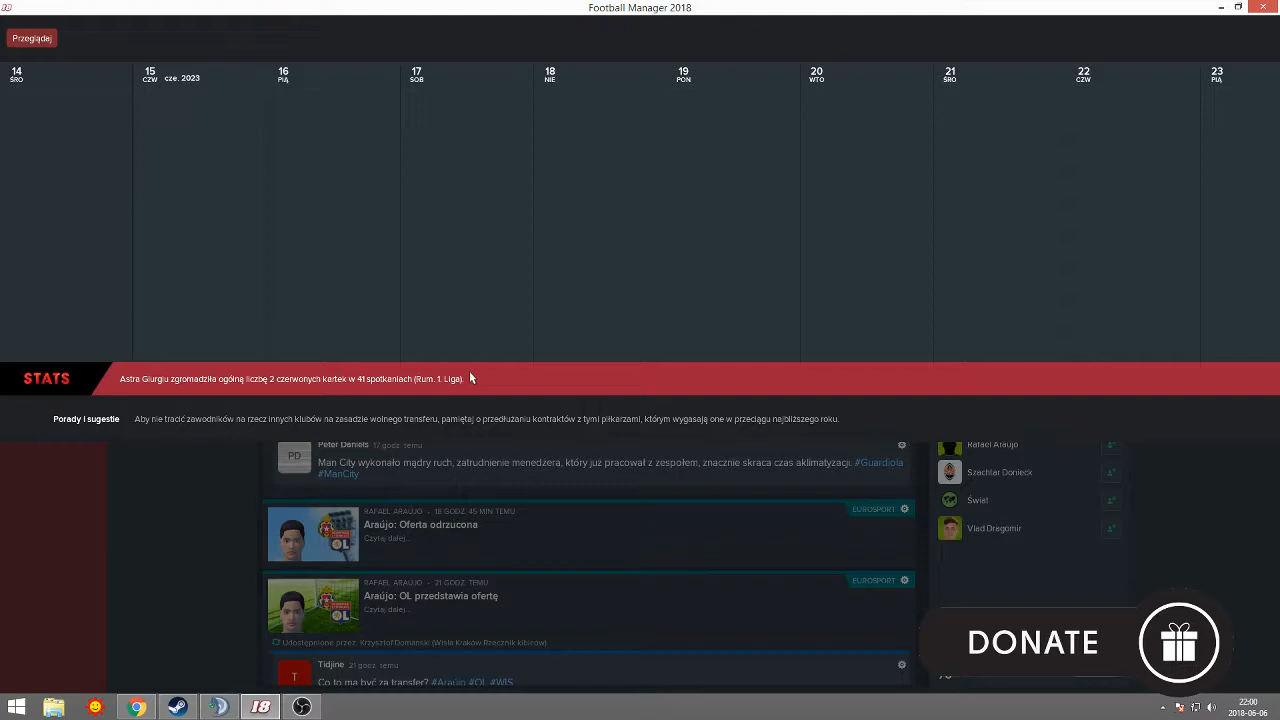 Football Manager 2018
Przeglądaj
14 ŚRO
15 CZW cze. 2023
16 PIĄ
17 SOB
18 NIE
19 PON
20 WTO
21 ŚRO
22 CZW
23 PIĄ
STATS
Astra Giurgiu zgromadziła ogólną liczbę 2 czerwonych kartek w 41 spotkaniach (Rum. 1. Liga).
Porady i sugestie
Aby nie tracić zawodników na rzecz innych klubów na zasadzie wolnego transferu, pamiętaj o przedłużaniu kontraktów z tymi piłkarzami, którym wygasają one w przeciągu najbliższego roku.
PD
Peter Daniels 17 godz. temu
Man City wykonało mądry ruch, zatrudnienie menedżera, który już pracował z zespołem, znacznie skraca czas aklimatyzacji. #Guardiola
#ManCity
RAFAEL ARAÚJO - 18 GODZ. 45 MIN TEMU
EUROSPORT
Araújo: Oferta odrzucona
Czytaj dalej...
RAFAEL ARAÚJO - 21 GODZ. TEMU
EUROSPORT
Araújo: OL przedstawia ofertę
Czytaj dalej...
Udostępnione przez: Krzysztof Domański (Wisła Kraków Rzecznik kibiców)
T
Tidjine 21 godz. temu
Co to ma być za transfer? #Araújo #OL #WIS
Rafael Araújo
Szachtar Donieck
Świat
Vlad Dragomir
DONATE
18
22:00
2018-06-06